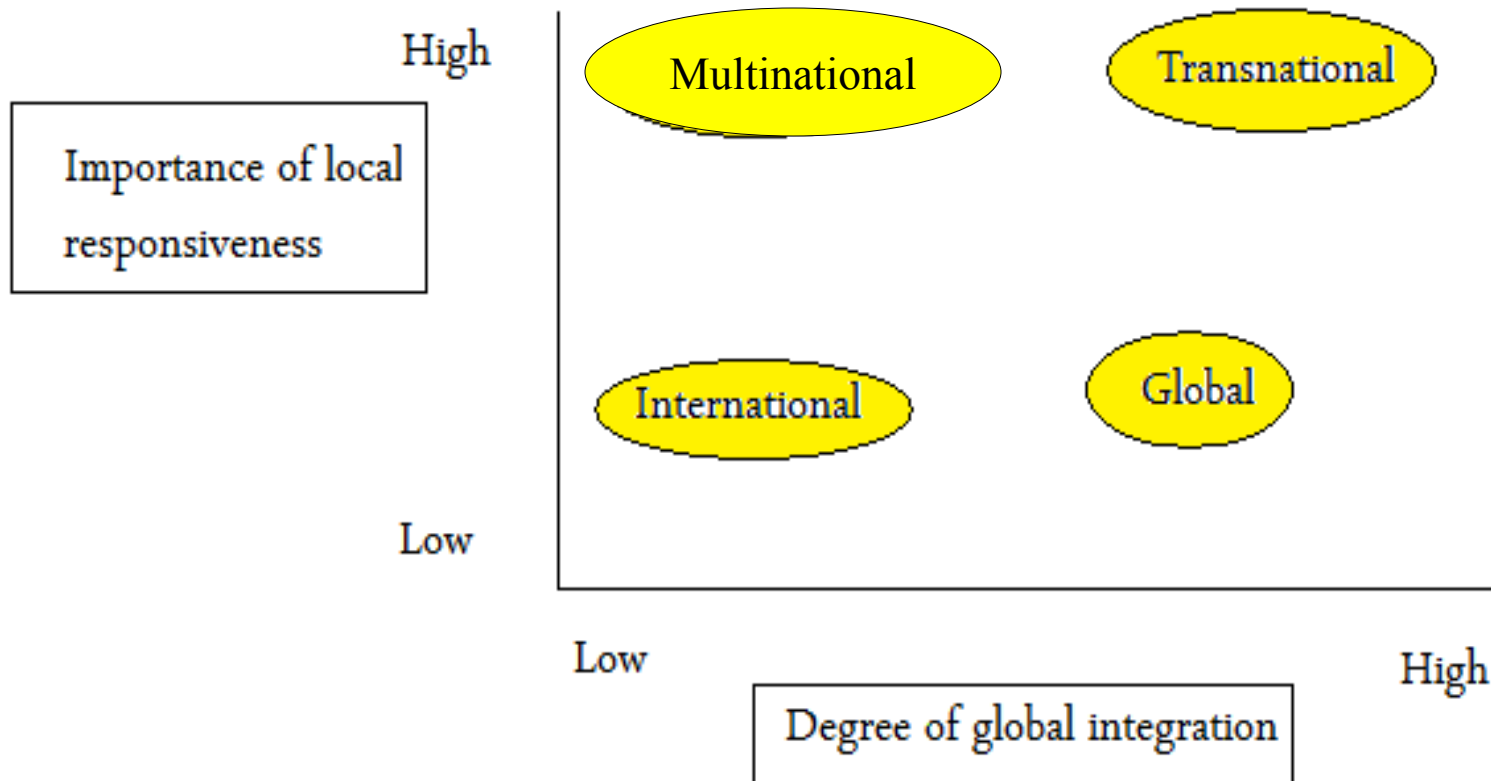 High
Multinational
Transnational
Importance of local
responsiveness
International
Global
Low
Low
High
Degree of global integration